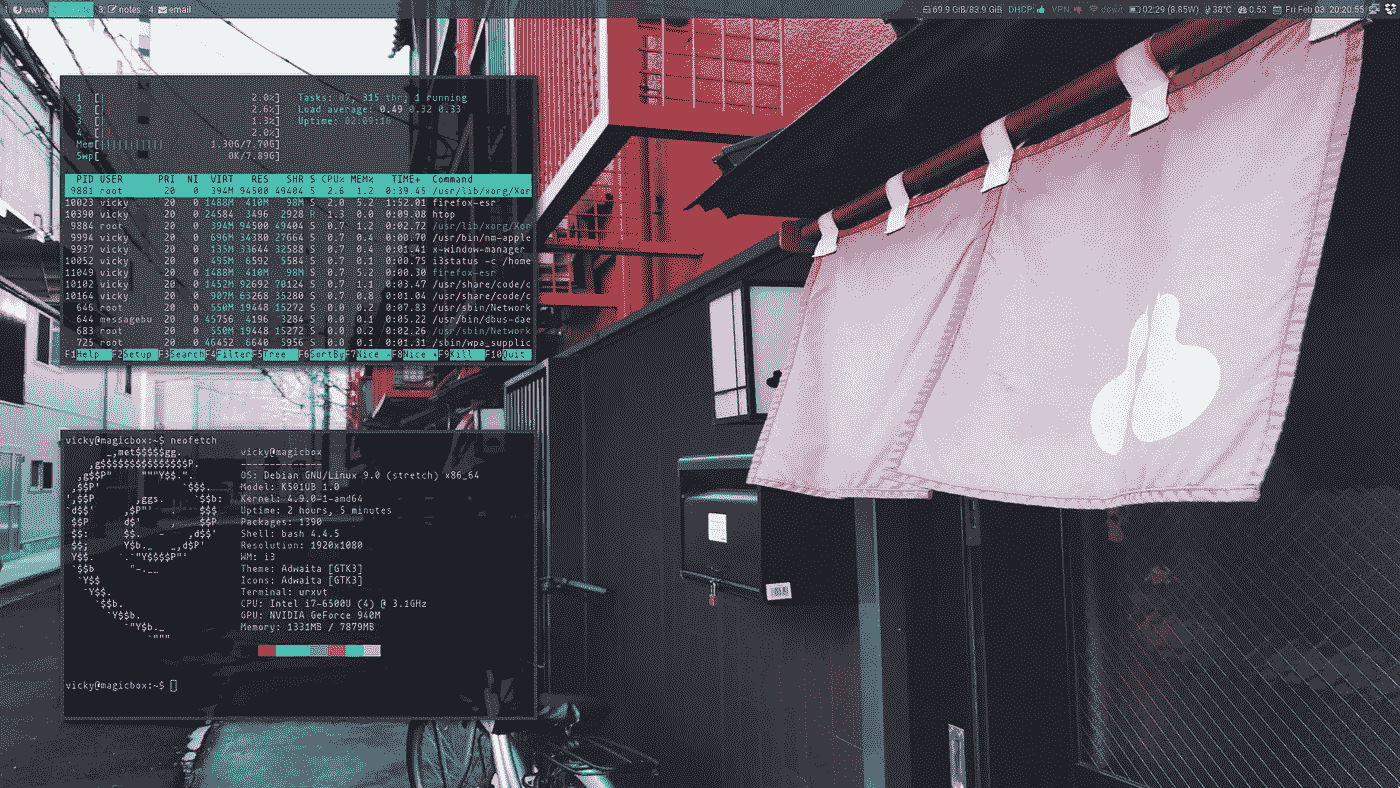 1: www 3: notes 4: email 69.9 GiB/83.9 GiB DHCP: VPN down 02:29 (8.85W) 38°C 0.53 Fri Feb 03 20:20:55
1 [| 2.0%] Tasks: 87, 315 thr; 1 running
2 [| 2.6%] Load average: 0.49 0.32 0.33
3 [| 1.3%] Uptime: 02:09:10
4 [ 2.0%]
Mem[||||||||||| 1.30G/7.70G]
Swp[ 0K/7.89G]
PID USER PRI NI VIRT RES SHR S CPU% MEM% TIME+ Command
9881 root 20 0 394M 94500 49404 S 2.6 1.2 0:39.45 /usr/lib/xorg/Xor
10023 vicky 20 0 1488M 410M 98M S 2.0 5.2 1:52.01 firefox-esr
10390 vicky 20 0 24584 3496 2928 R 1.3 0.0 0:09.08 htop
9884 root 20 0 394M 94500 49404 S 0.7 1.2 0:02.72 /usr/lib/xorg/Xor
9994 vicky 20 0 696M 34380 27664 S 0.7 0.4 0:00.70 /usr/bin/nm-apple
9937 vicky 20 0 135M 33644 32588 S 0.7 0.4 0:01.41 x-window-manager
10052 vicky 20 0 495M 6592 5584 S 0.7 0.1 0:00.75 i3status -c /home
11049 vicky 20 0 1488M 410M 98M S 0.7 5.2 0:00.30 firefox-esr
10102 vicky 20 0 1452M 92692 70124 S 0.7 1.1 0:03.47 /usr/share/code/c
10164 vicky 20 0 907M 63268 35280 S 0.7 0.8 0:01.04 /usr/share/code/c
646 root 20 0 550M 19448 15272 S 0.0 0.2 0:07.83 /usr/sbin/Network
644 messagebu 20 0 45756 4196 3284 S 0.0 0.1 0:05.22 /usr/bin/dbus-dae
683 root 20 0 550M 19448 15272 S 0.0 0.2 0:02.26 /usr/sbin/Network
725 root 20 0 46452 6640 5956 S 0.0 0.1 0:01.31 /sbin/wpa_supplic
F1Help F2Setup F3SearchF4FilterF5Tree F6SortByF7Nice -F8Nice +F9Kill F10Quit
vicky@magicbox:~$ neofetch
vicky@magicbox
--------------
OS: Debian GNU/Linux 9.0 (stretch) x86_64
Model: K501UB 1.0
Kernel: 4.9.0-1-amd64
Uptime: 2 hours, 5 minutes
Packages: 1390
Shell: bash 4.4.5
Resolution: 1920x1080
WM: i3
Theme: Adwaita [GTK3]
Icons: Adwaita [GTK3]
Terminal: urxvt
CPU: Intel i7-6500U (4) @ 3.1GHz
GPU: NVIDIA GeForce 940M
Memory: 1331MB / 7879MB
vicky@magicbox:~$